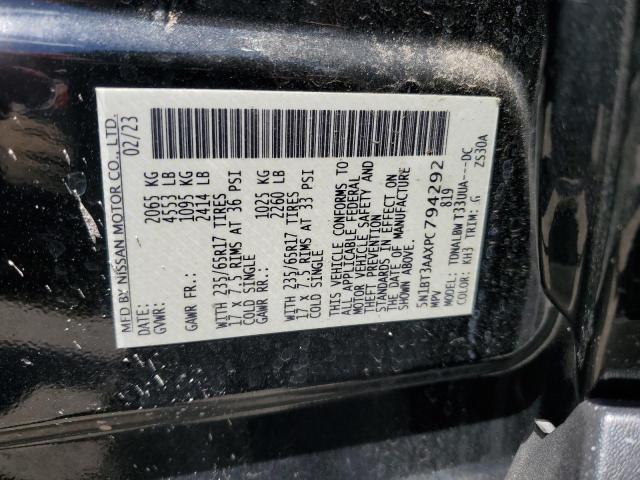 MFD BY NISSAN MOTOR CO., LTD.
DATE: 02/23
GVWR: 2065 KG
4553 LB
GAWR FR.: 1095 KG
2414 LB
WITH 235/65R17 TIRES
17 X 7.5 RIMS AT 36 PSI
COLD SINGLE
GAWR RR.: 1025 KG
2260 LB
WITH 235/65R17 TIRES
17 X 7.5 RIMS AT 33 PSI
COLD SINGLE
THIS VEHICLE CONFORMS TO
ALL APPLICABLE FEDERAL
MOTOR VEHICLE SAFETY AND
THEFT PREVENTION
STANDARDS IN EFFECT ON
THE DATE OF MANUFACTURE
SHOWN ABOVE.
5N1BT3AAXPC794292
MPV 819
MODEL: TDNALBWT33UUA---DC
COLOR: KH3 TRIM: G ZS30A